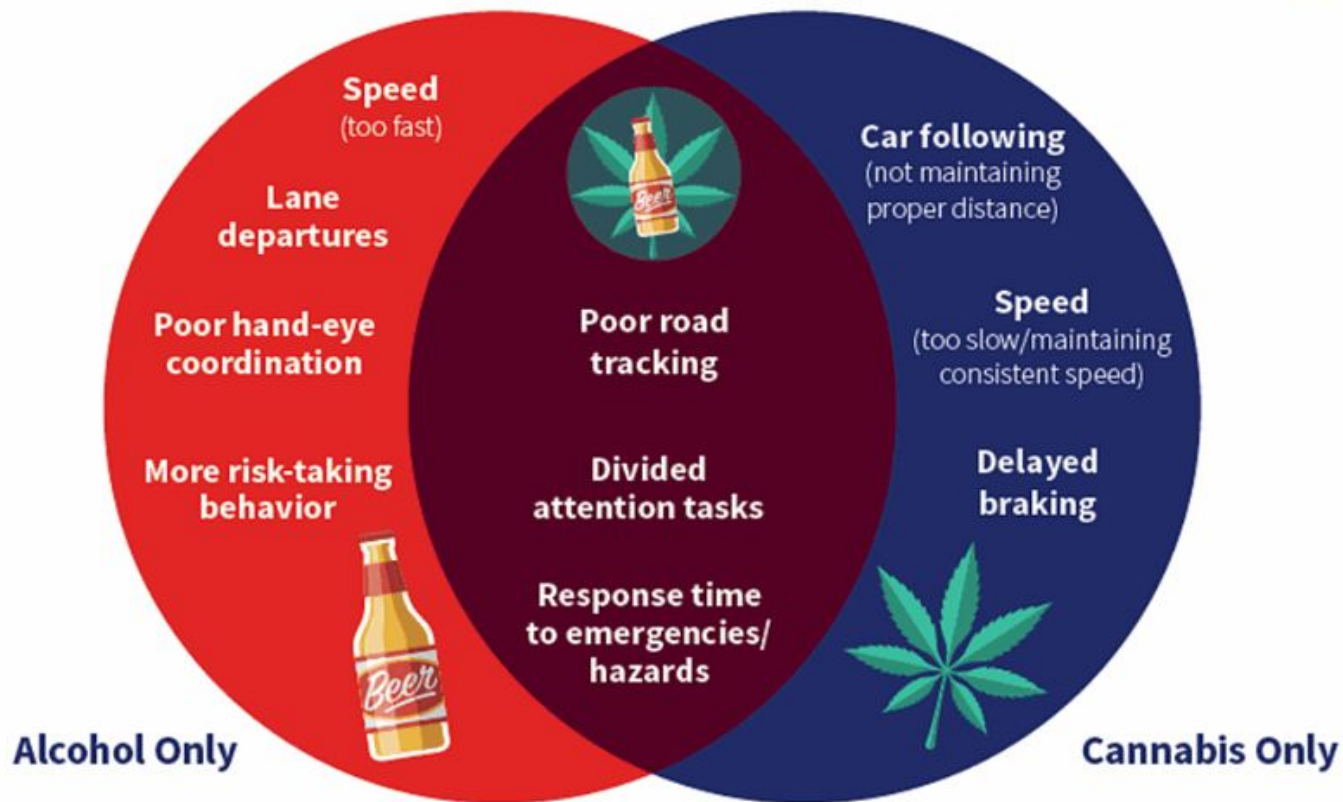 Speed
(too fast)
Lane
departures
Poor hand-eye
coordination
More risk-taking
behavior
Beer
Alcohol Only
Beer
Poor road
tracking
Divided
attention tasks
Response time
to emergencies/
hazards
Car following
(not maintaining
proper distance)
Speed
(too slow/maintaining
consistent speed)
Delayed
braking
Cannabis Only